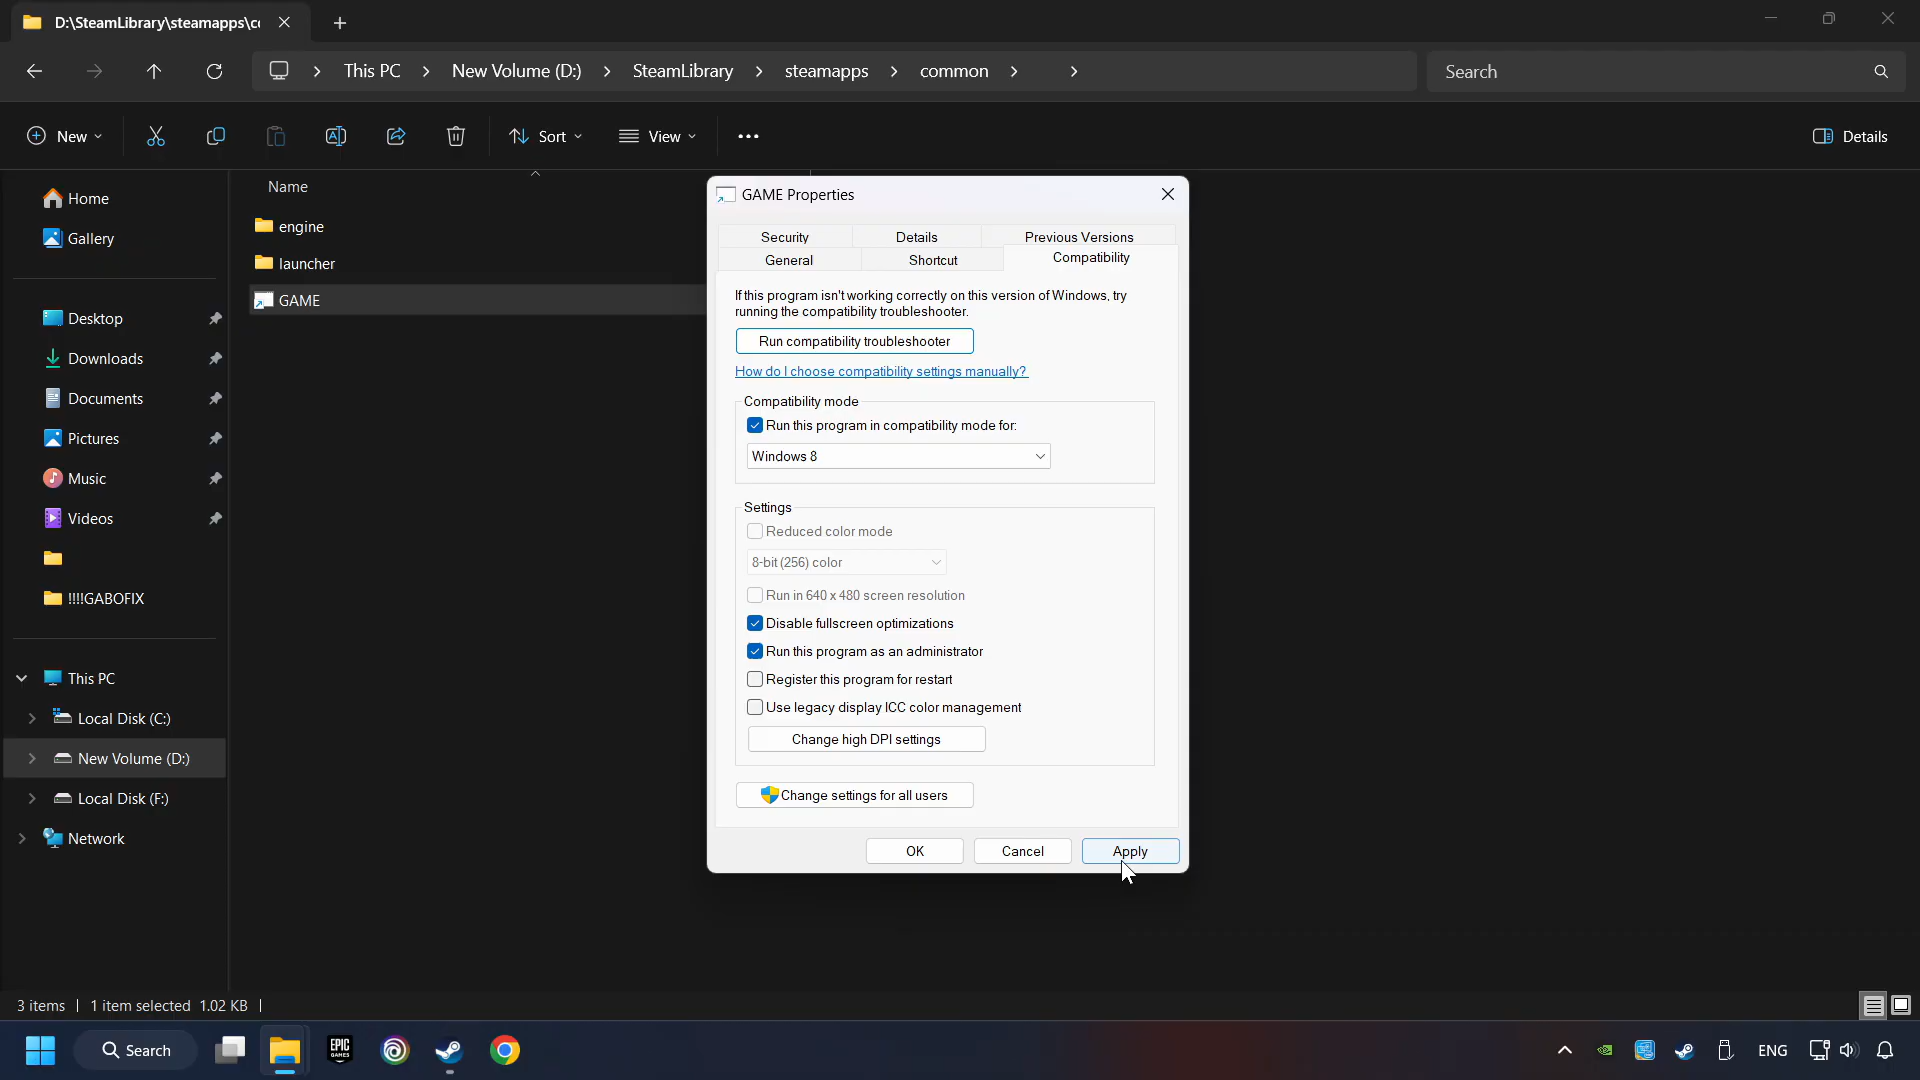 D:\SteamLibrary\steamapps\co
This PC
New Volume (D:)
SteamLibrary
steamapps
common
Search
New
Sort
View
Details
Home
Gallery
Desktop
Downloads
Documents
Pictures
Music
Videos
!!!!GABOFIX
This PC
Local Disk (C:)
New Volume (D:)
Local Disk (F:)
Network
Name
engine
launcher
GAME
GAME Properties
Security
Details
Previous Versions
General
Shortcut
Compatibility
If this program isn't working correctly on this version of Windows, try
running the compatibility troubleshooter.
Run compatibility troubleshooter
How do I choose compatibility settings manually?
Compatibility mode
Run this program in compatibility mode for:
Windows 8
Settings
Reduced color mode
8-bit (256) color
Run in 640 x 480 screen resolution
Disable fullscreen optimizations
Run this program as an administrator
Register this program for restart
Use legacy display ICC color management
Change high DPI settings
Change settings for all users
OK
Cancel
Apply
3 items
1 item selected 1.02 KB
Search
EPIC
GAMES
ENG